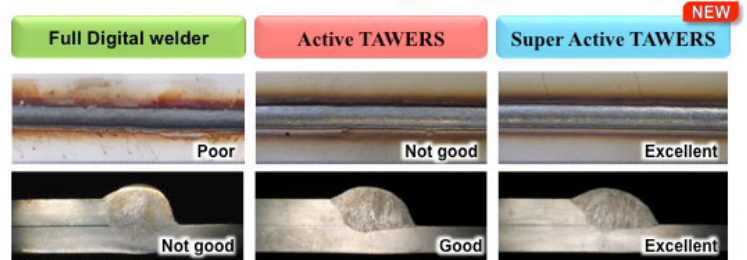 NEW
Full Digital welder
Active TAWERS
Super Active TAWERS
Poor
Not good
Excellent
Not good
Good
Excellent